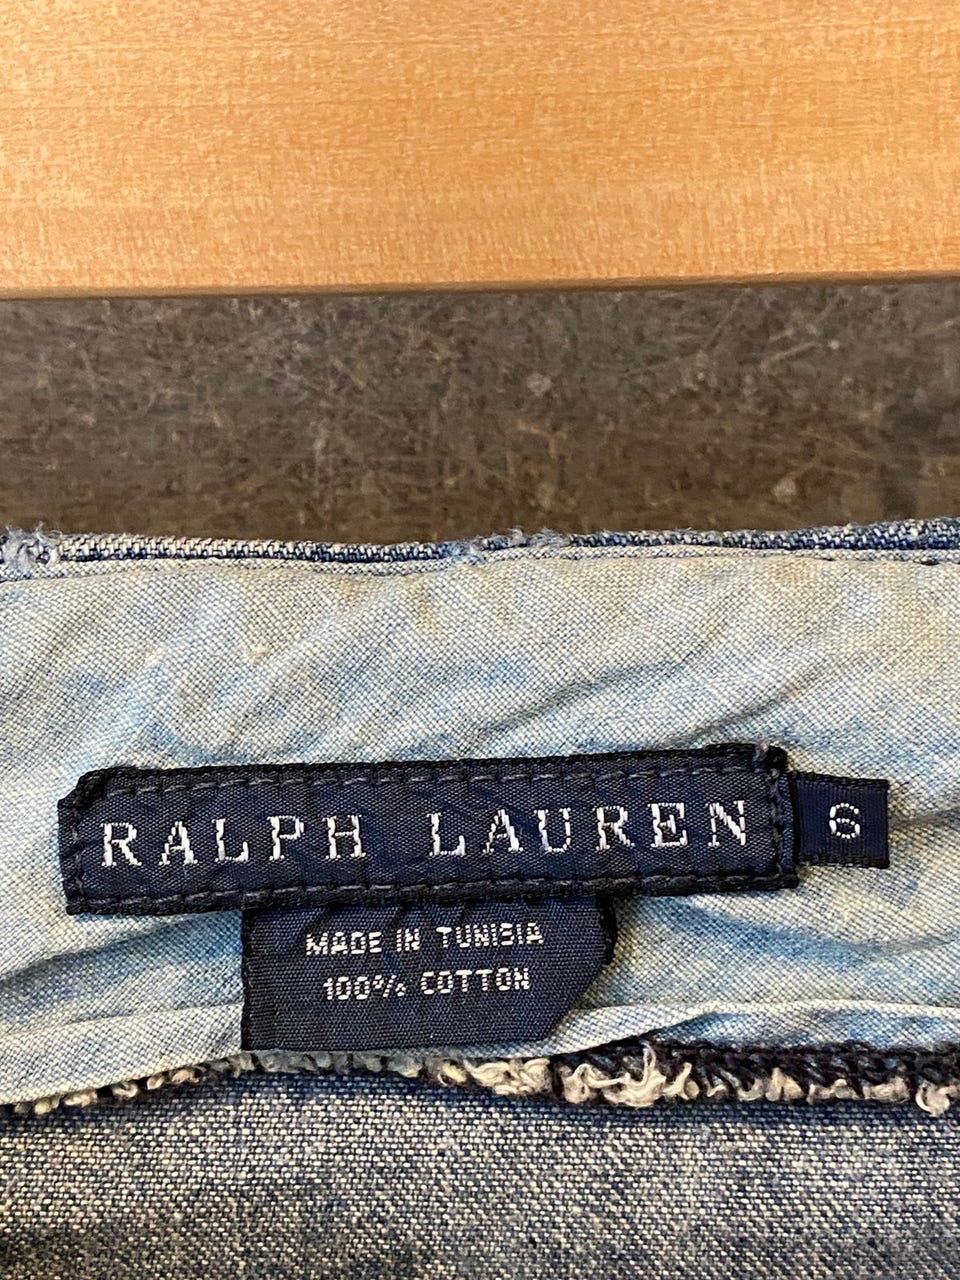 RALPH LAUREN
6
MADE IN TUNISIA
100% COTTON